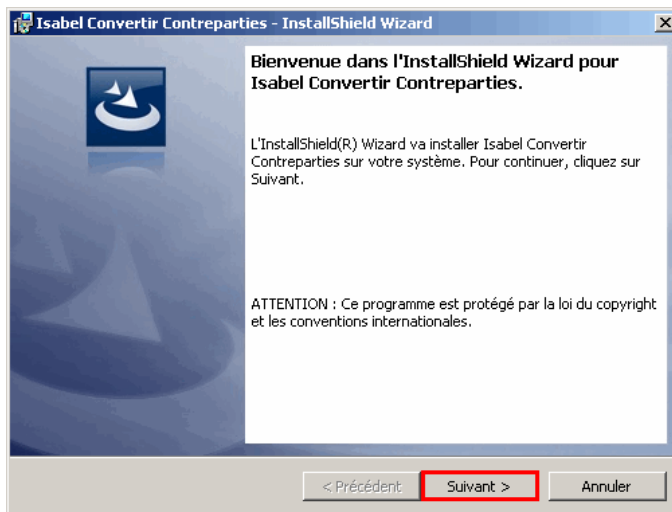 Isabel Convertir Contreparties - InstallShield Wizard
Bienvenue dans l'InstallShield Wizard pour
Isabel Convertir Contreparties.
L'InstallShield(R) Wizard va installer Isabel Convertir
Contreparties sur votre système. Pour continuer, cliquez sur
Suivant.
ATTENTION : Ce programme est protégé par la loi du copyright
et les conventions internationales.
< Précédent Suivant > Annuler